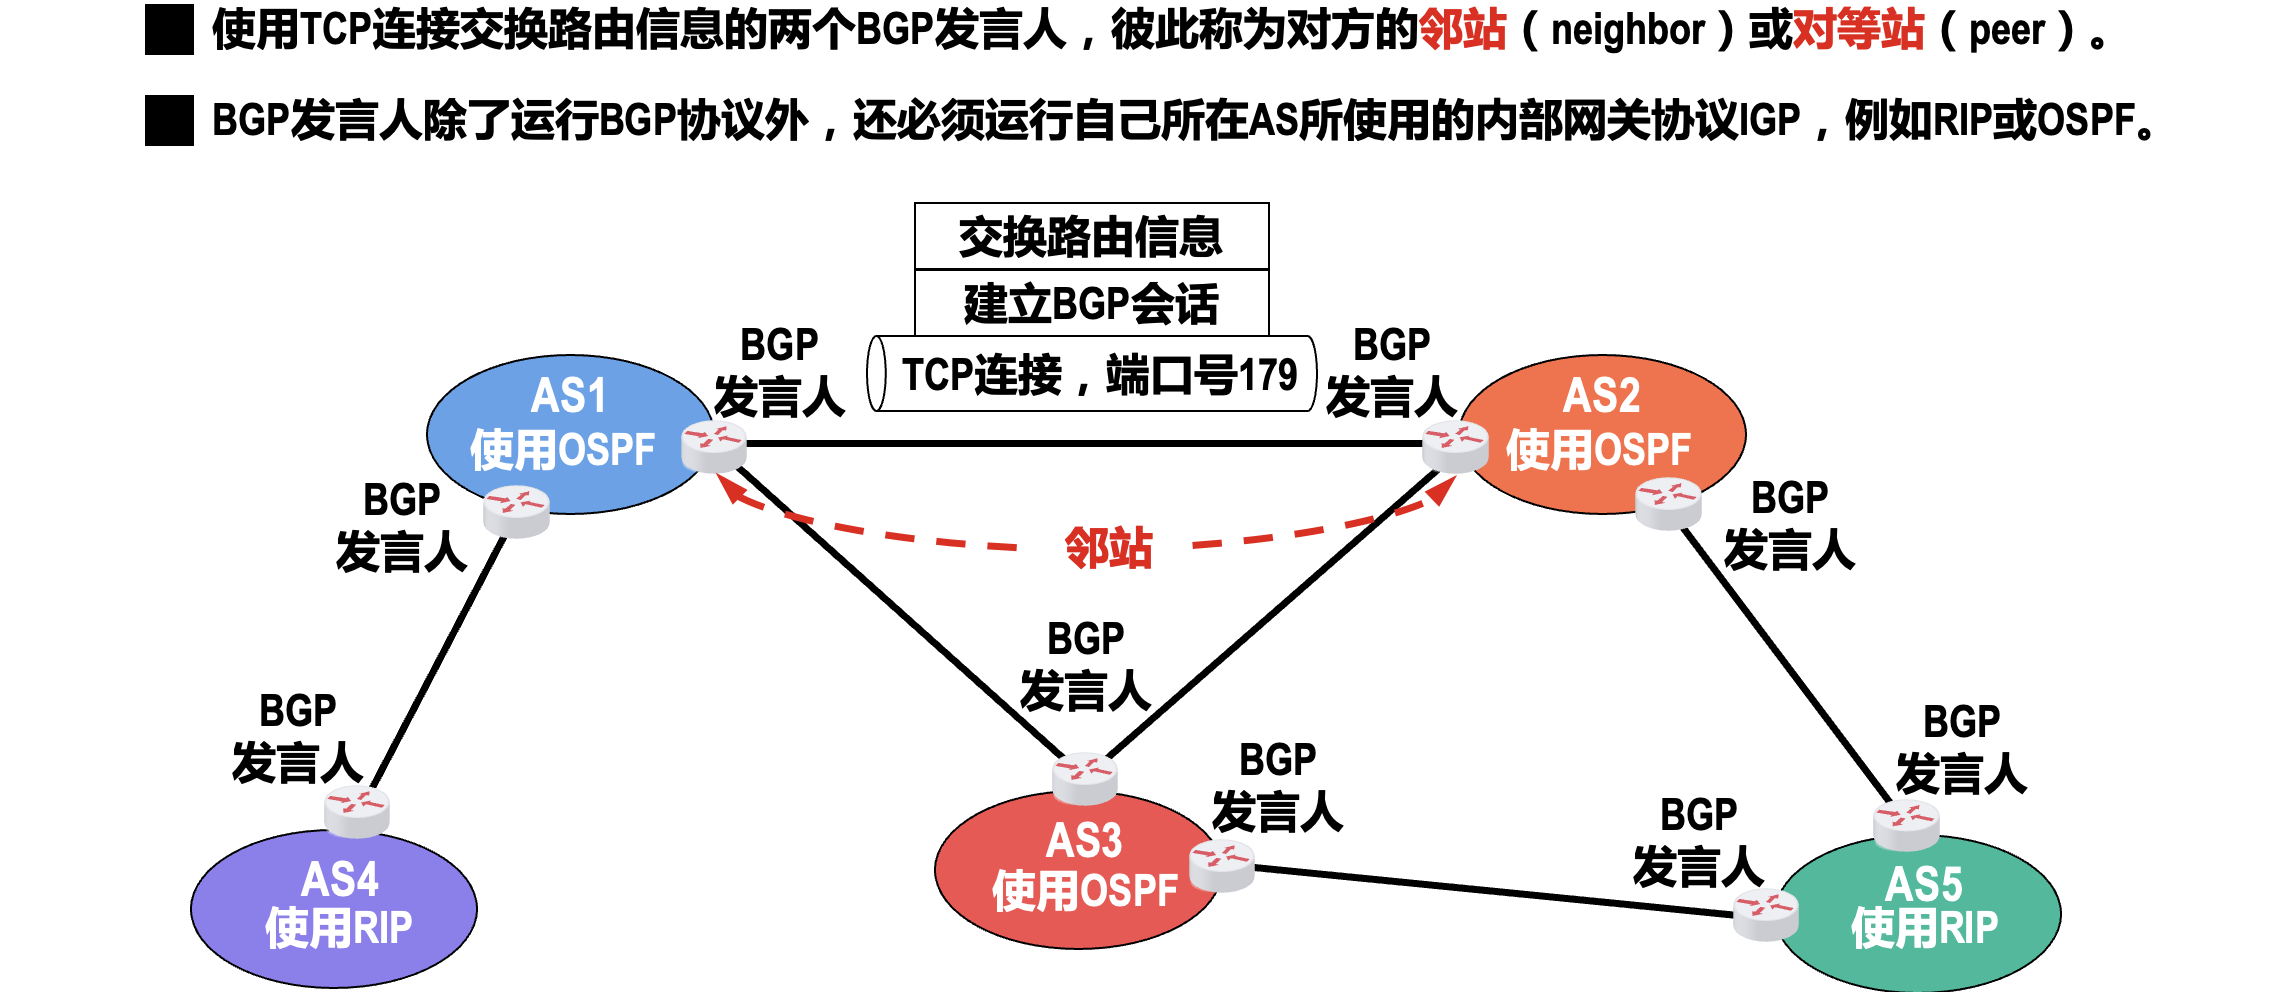 使用TCP连接交换路由信息的两个BGP发言人，彼此称为对方的邻站（neighbor）或对等站（peer）。
BGP发言人除了运行BGP协议外，还必须运行自己所在AS所使用的内部网关协议IGP，例如RIP或OSPF。
交换路由信息
建立BGP会话
TCP连接，端口号179
BGP
发言人
BGP
发言人
AS1
使用OSPF
AS2
使用OSPF
BGP
发言人
BGP
发言人
邻站
BGP
发言人
BGP
发言人
BGP
发言人
BGP
发言人
BGP
发言人
AS3
使用OSPF
AS4
使用RIP
AS5
使用RIP